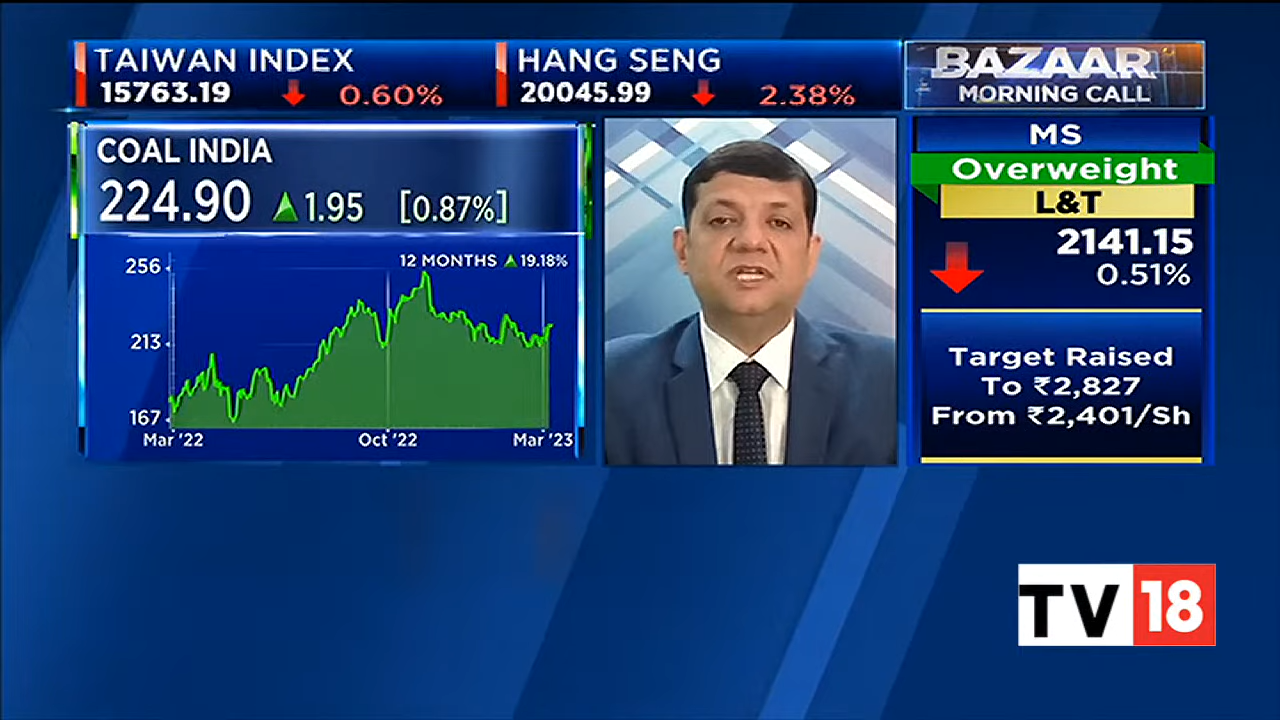 TAIWAN INDEX
15763.19 0.60%
HANG SENG
20045.99 2.38%
BAZAAR
MORNING CALL
COAL INDIA
224.90 1.95 [0.87%]
12 MONTHS 19.18%
256
213
167
Mar '22 Oct '22 Mar '23
MS
Overweight
L&T
2141.15
0.51%
Target Raised
To ₹2,827
From ₹2,401/Sh
TV 18